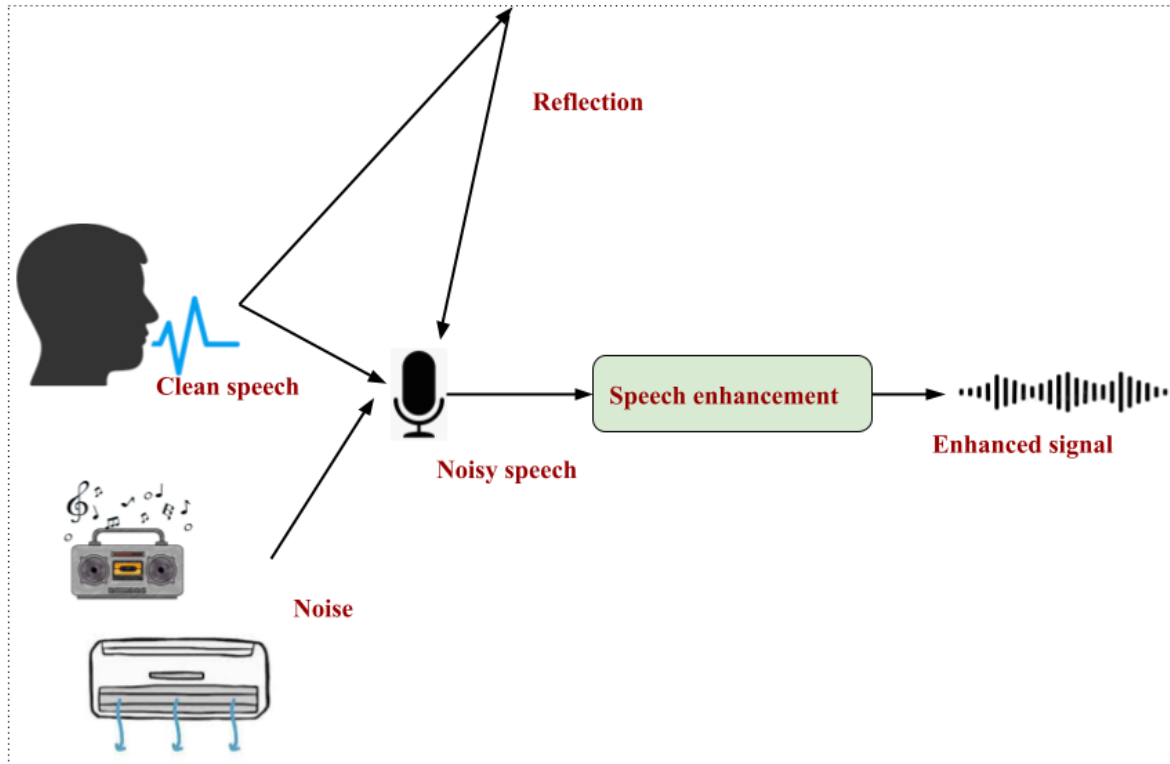 Reflection
Clean speech
Speech enhancement
Enhanced signal
Noisy speech
Noise